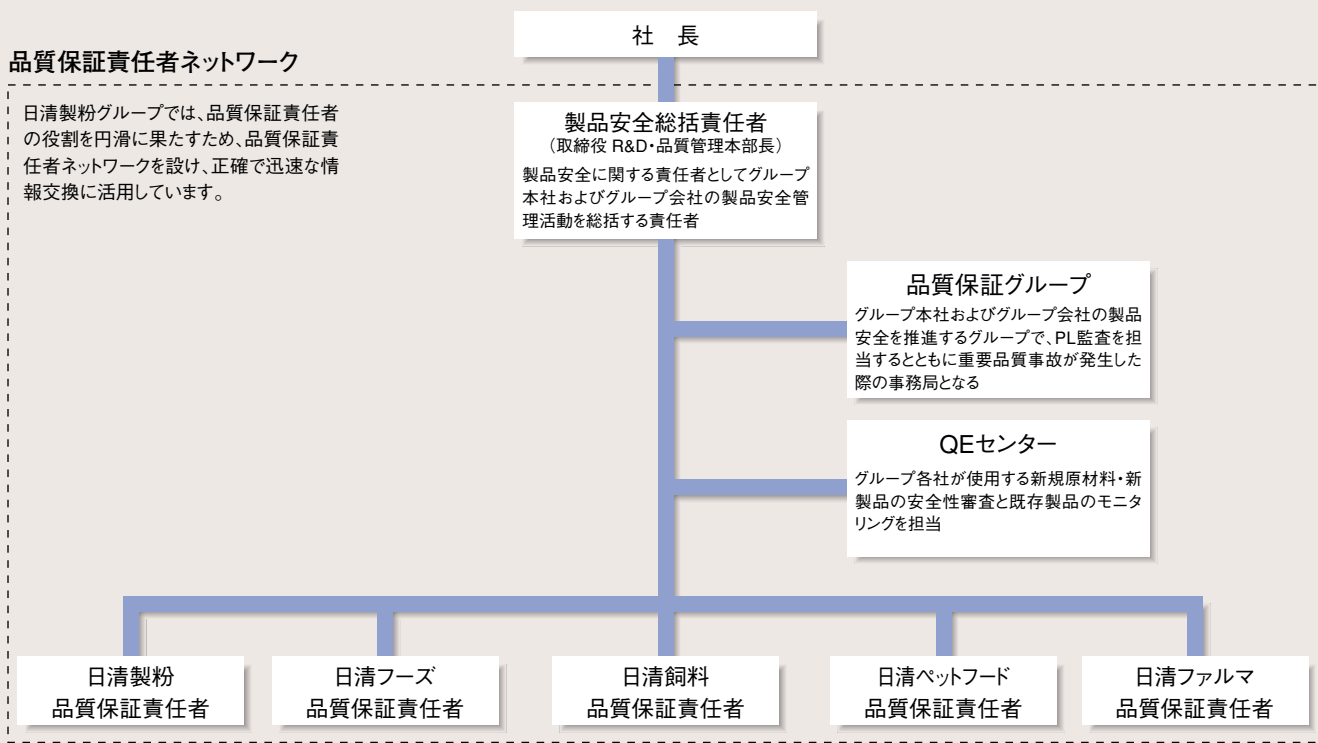 社　長
品質保証責任者ネットワーク
日清製粉グループでは、品質保証責任者
の役割を円滑に果たすため、品質保証責
任者ネットワークを設け、正確で迅速な情
報交換に活用しています。
製品安全総括責任者
（取締役 R&D・品質管理本部長）
製品安全に関する責任者としてグループ
本社およびグループ会社の製品安全管
理活動を総括する責任者
品質保証グループ
グループ本社およびグループ会社の製品
安全を推進するグループで、PL監査を担
当するとともに重要品質事故が発生した
際の事務局となる
QEセンター
グループ各社が使用する新規原材料・新
製品の安全性審査と既存製品のモニタ
リングを担当
日清製粉
品質保証責任者
日清フーズ
品質保証責任者
日清飼料
品質保証責任者
日清ペットフード
品質保証責任者
日清ファルマ
品質保証責任者